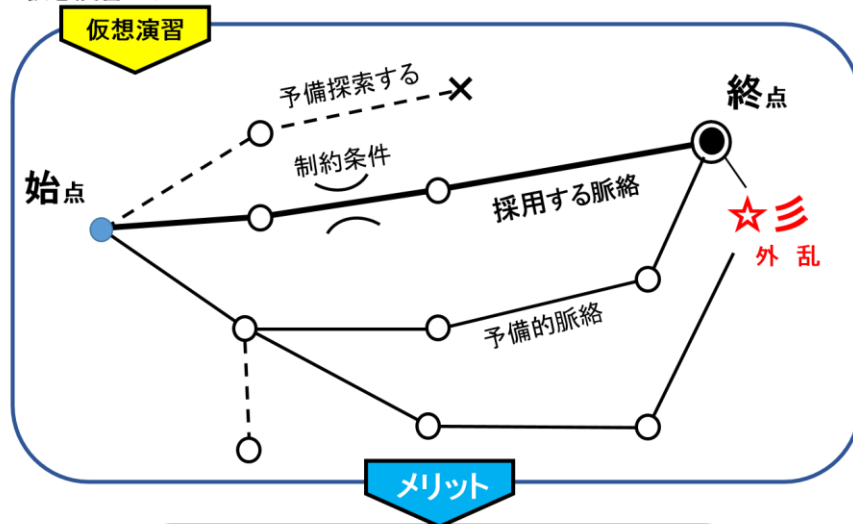 仮想演習
予備探索する
終点
制約条件
始点
採用する脈絡
外 乱
予備的脈絡
メリット